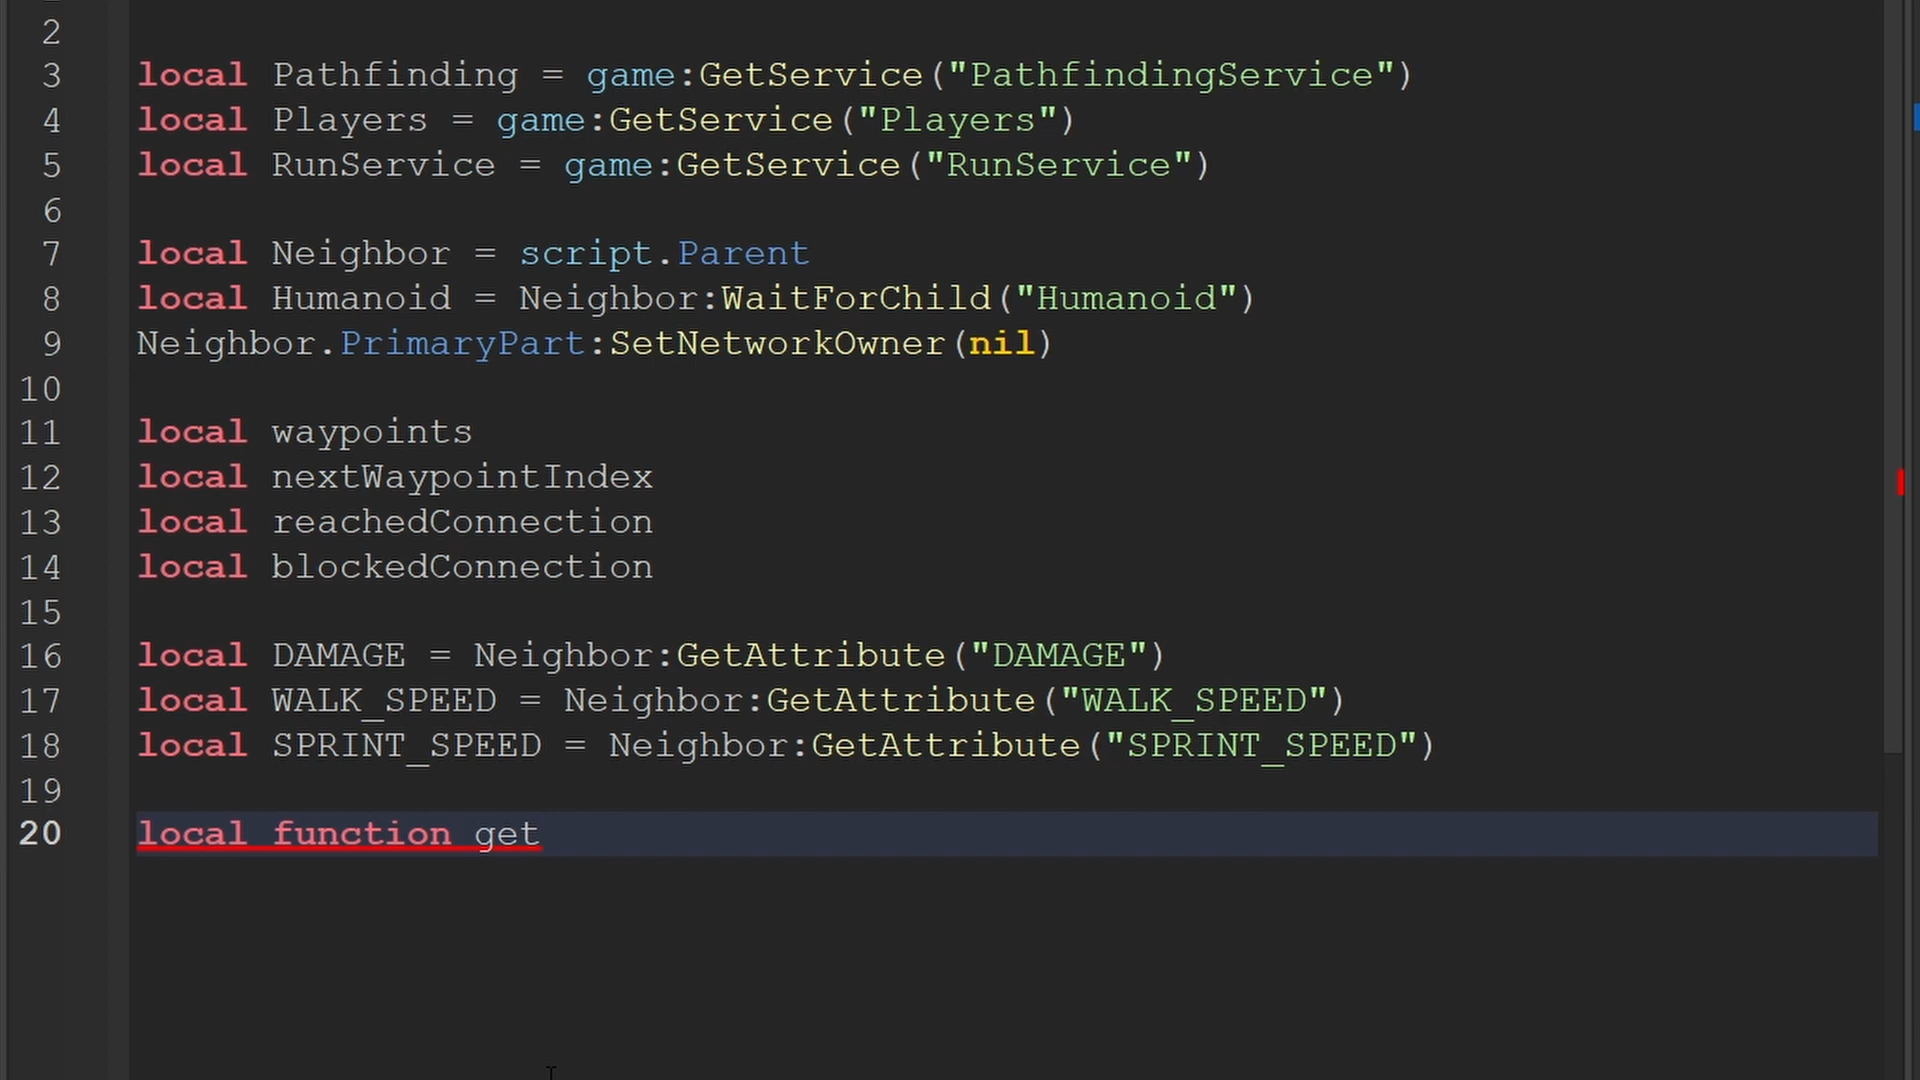 2
3 local Pathfinding = game:GetService("PathfindingService")
4 local Players = game:GetService("Players")
5 local RunService = game:GetService("RunService")
6
7 local Neighbor = script.Parent
8 local Humanoid = Neighbor:WaitForChild("Humanoid")
9 Neighbor.PrimaryPart:SetNetworkOwner(nil)
10
11 local waypoints
12 local nextWaypointIndex
13 local reachedConnection
14 local blockedConnection
15
16 local DAMAGE = Neighbor:GetAttribute("DAMAGE")
17 local WALK_SPEED = Neighbor:GetAttribute("WALK_SPEED")
18 local SPRINT_SPEED = Neighbor:GetAttribute("SPRINT_SPEED")
19
20 local function get